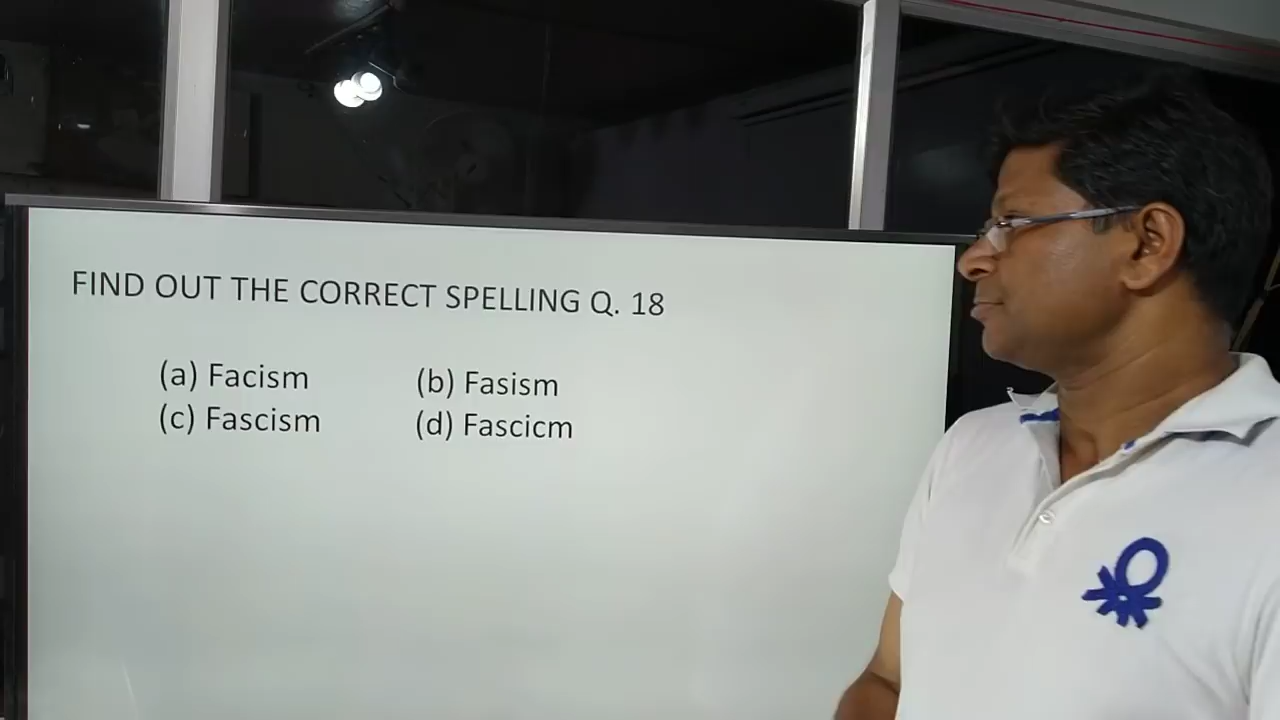 FIND OUT THE CORRECT SPELLING Q. 18
(a) Facism (b) Fasism
(c) Fascism (d) Fascicm